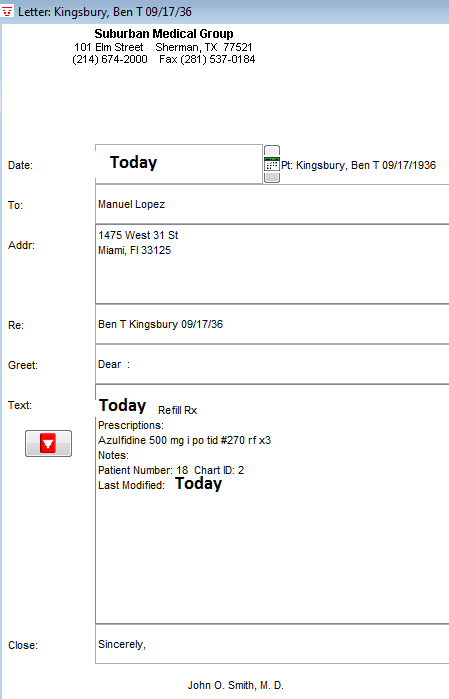 Letter: Kingsbury, Ben T 09/17/36
Suburban Medical Group
101 Elm Street Sherman, TX 77521
(214) 674-2000 Fax (281) 537-0184
Date: Today Pt: Kingsbury, Ben T 09/17/1936
To: Manuel Lopez
Addr: 1475 West 31 St
Miami, Fl 33125
Re: Ben T Kingsbury 09/17/36
Greet: Dear :
Text: Today Refill Rx
Prescriptions:
Azulfidine 500 mg i po tid #270 rf x3
Notes:
Patient Number: 18 Chart ID: 2
Last Modified: Today
Close: Sincerely,
John O. Smith, M. D.